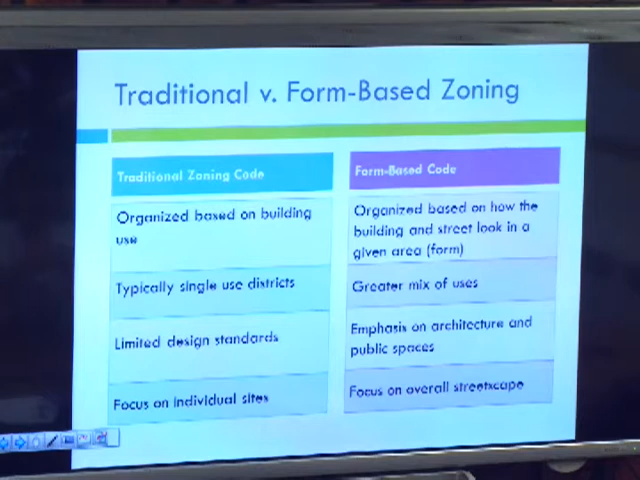 Traditional v. Form-Based Zoning
Traditional Zoning Code
Form-Based Code
Organized based on building
use
Organized based on how the
building and street look in a
given area (form)
Typically single use districts
Greater mix of uses
Limited design standards
Emphasis on architecture and
public spaces
Focus on individual sites
Focus on overall streetscape